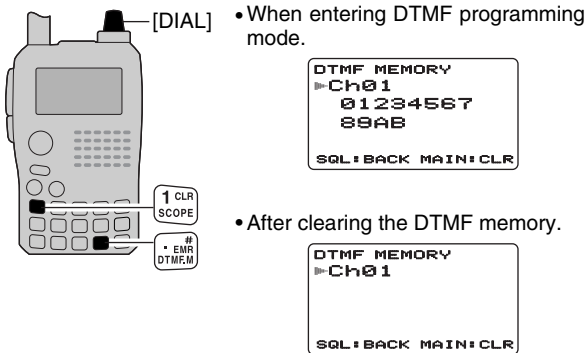 [DIAL]
1 CLR
SCOPE
#
. EMR
DTMF.M
• When entering DTMF programming
mode.
DTMF MEMORY
Ch01
01234567
89AB
SQL:BACK MAIN:CLR
• After clearing the DTMF memory.
DTMF MEMORY
Ch01
SQL:BACK MAIN:CLR